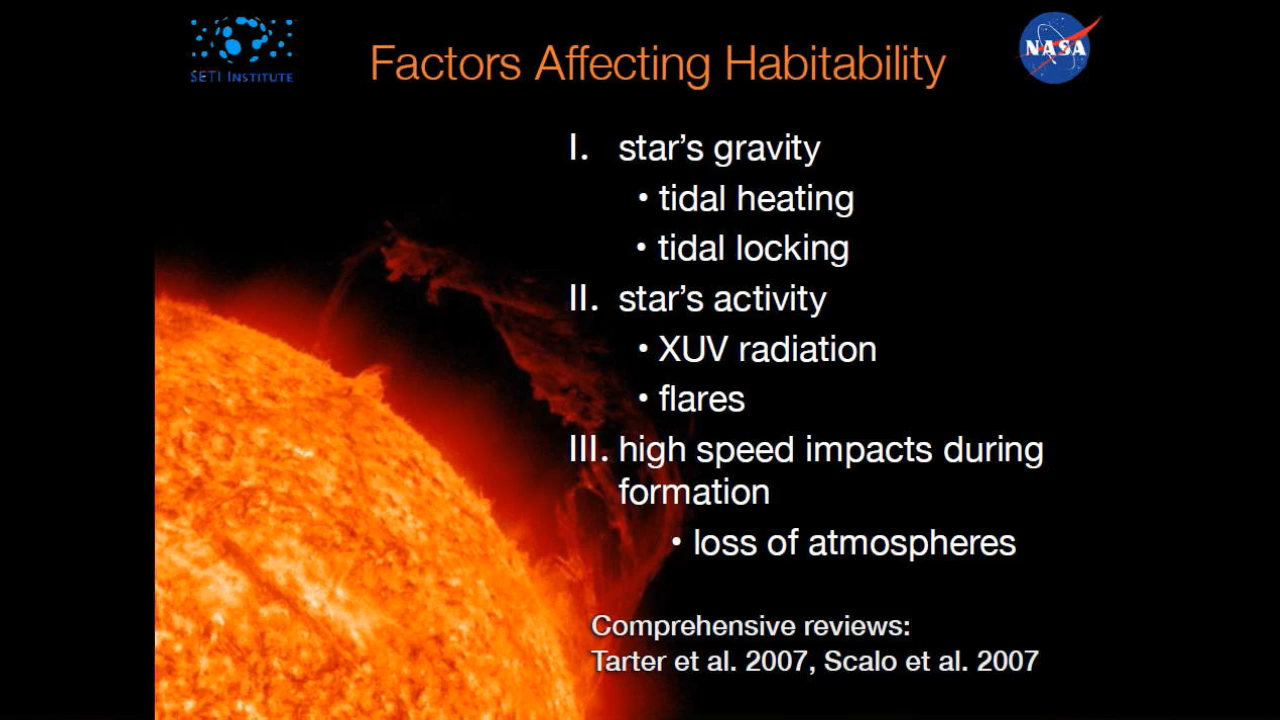 SETI INSTITUTE
Factors Affecting Habitability
NASA
I. star's gravity
• tidal heating
• tidal locking
II. star's activity
• XUV radiation
• flares
III. high speed impacts during
formation
• loss of atmospheres
Comprehensive reviews:
Tarter et al. 2007, Scalo et al. 2007